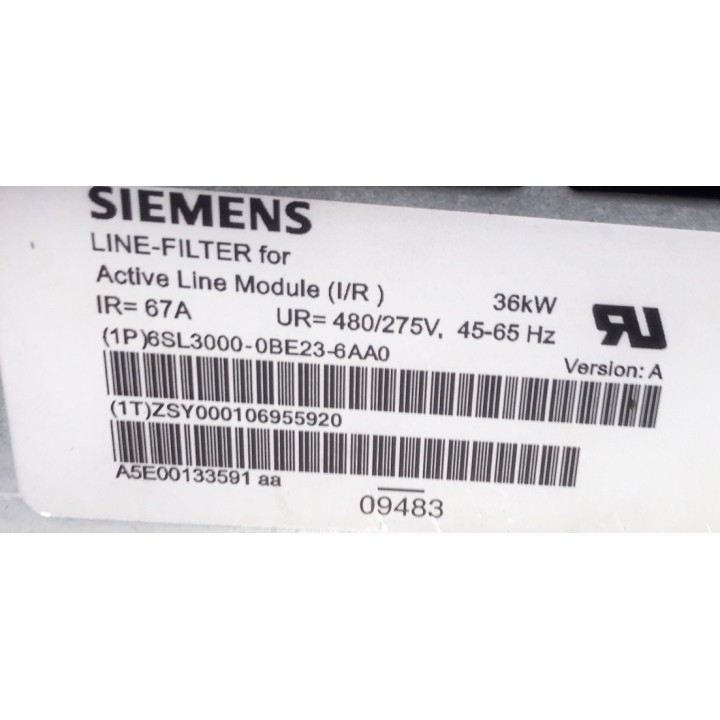 SIEMENS
LINE-FILTER for
Active Line Module (I/R ) 36kW
IR= 67A UR= 480/275V, 45-65 Hz
(1P)6SL3000-0BE23-6AA0 Version: A
(1T)ZSY000106955920
A5E00133591 aa
09483